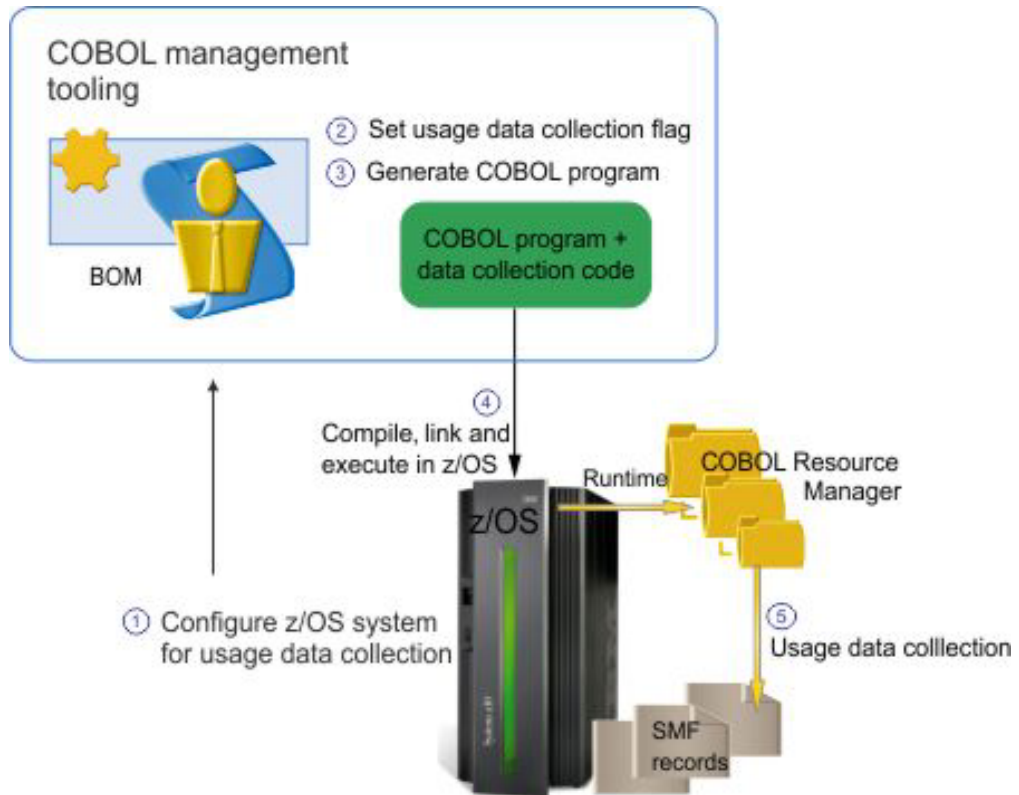 COBOL management
tooling
② Set usage data collection flag
③ Generate COBOL program
BOM
COBOL program +
data collection code
④
Compile, link and
execute in z/OS
Runtime
COBOL Resource
Manager
z/OS
① Configure z/OS system
for usage data collection
⑤
Usage data colllection
SMF
records